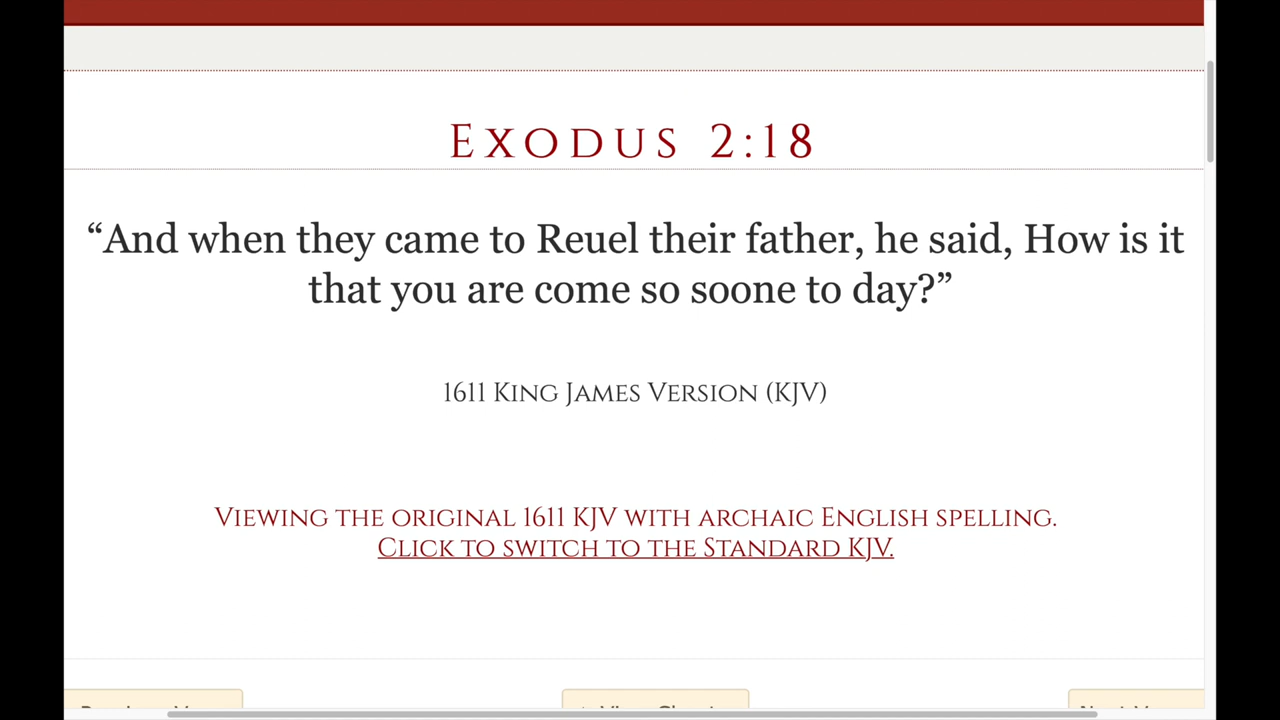 Exodus 2:18
“And when they came to Reuel their father, he said, How is it
that you are come so soone to day?”
1611 King James Version (KJV)
Viewing the original 1611 KJV with archaic English spelling.
Click to switch to the Standard KJV.